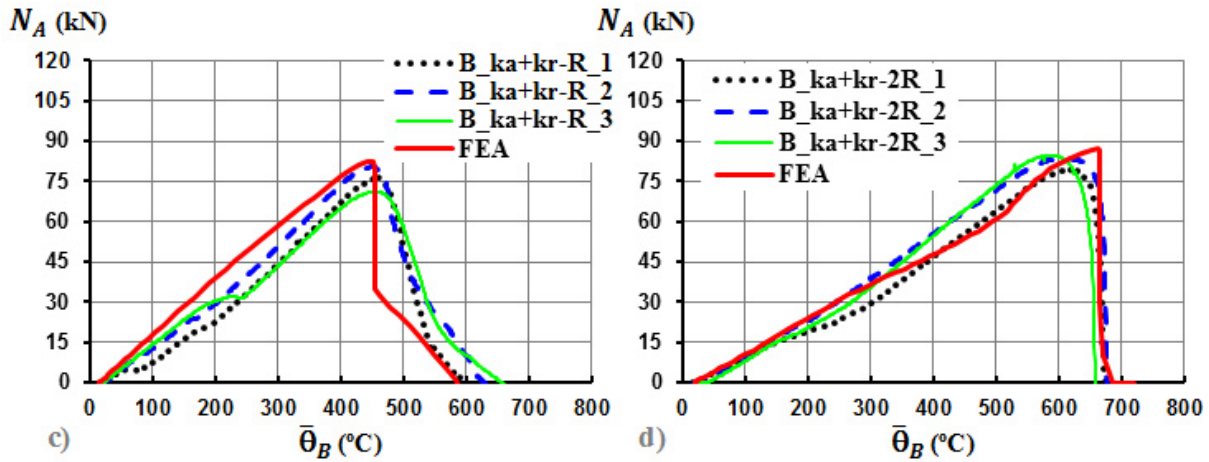 N_A (kN)
120
105
90
75
60
45
30
15
0
0 100 200 300 400 500 600 700 800
B_ka+kr-R_1
B_ka+kr-R_2
B_ka+kr-R_3
FEA
c)
θ̅_B (ºC)
N_A (kN)
120
105
90
75
60
45
30
15
0
0 100 200 300 400 500 600 700 800
B_ka+kr-2R_1
B_ka+kr-2R_2
B_ka+kr-2R_3
FEA
d)
θ̅_B (ºC)